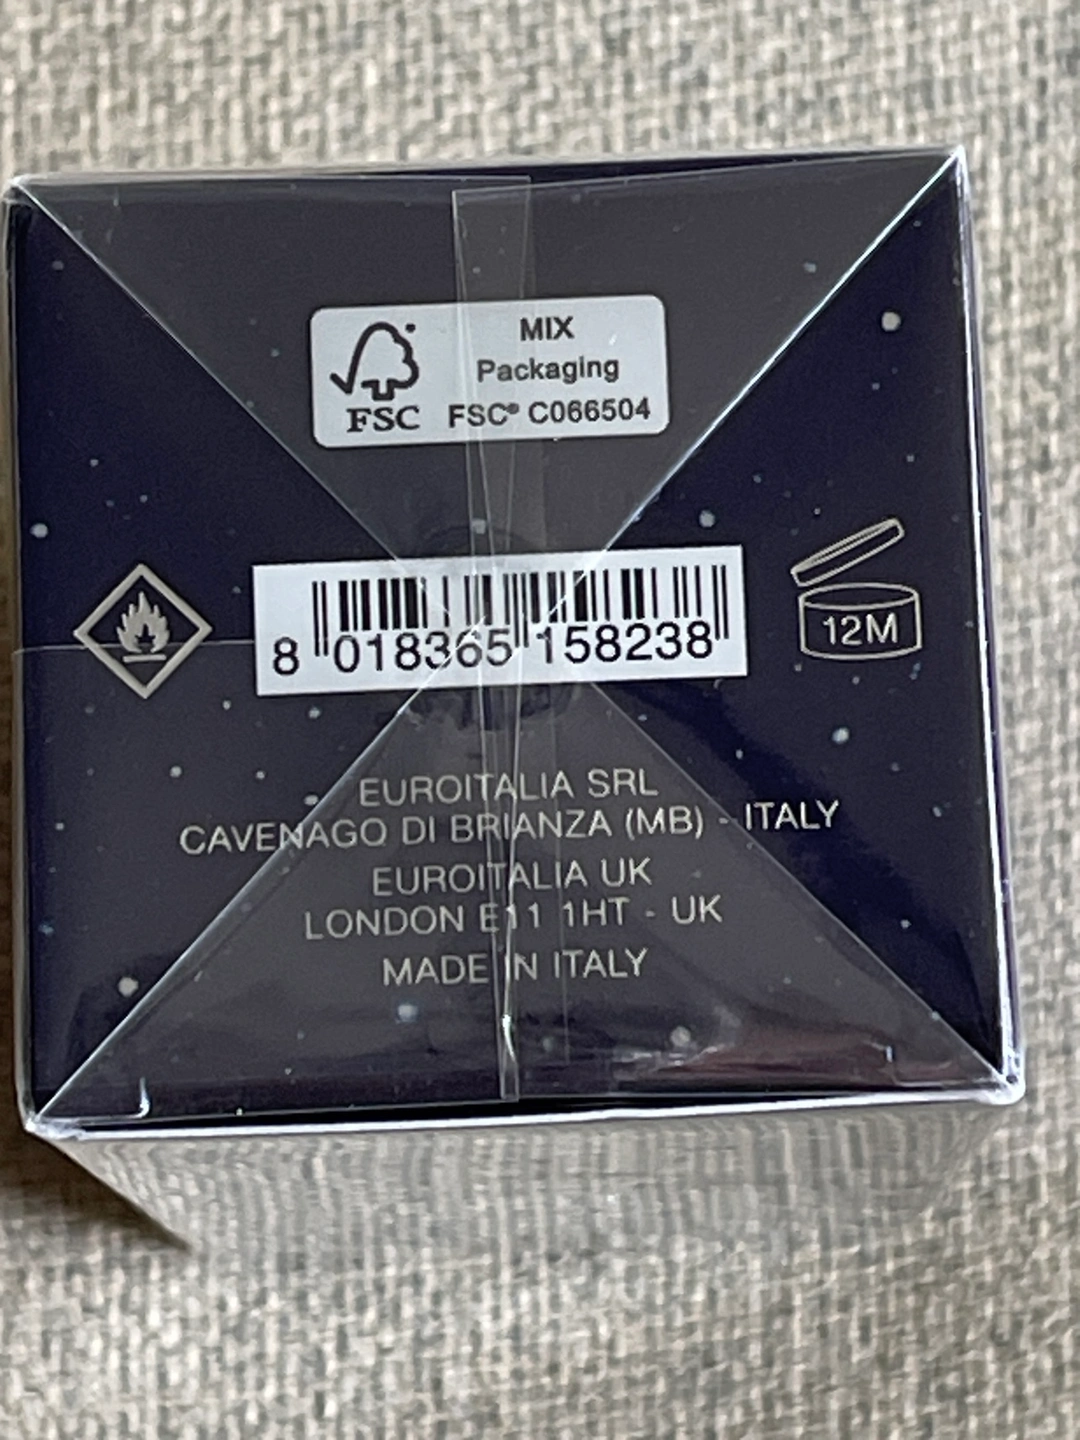 MIX
Packaging
FSC FSC® C066504
8 018365 158238
12M
EUROITALIA SRL
CAVENAGO DI BRIANZA (MB) - ITALY
EUROITALIA UK
LONDON E11 1HT - UK
MADE IN ITALY